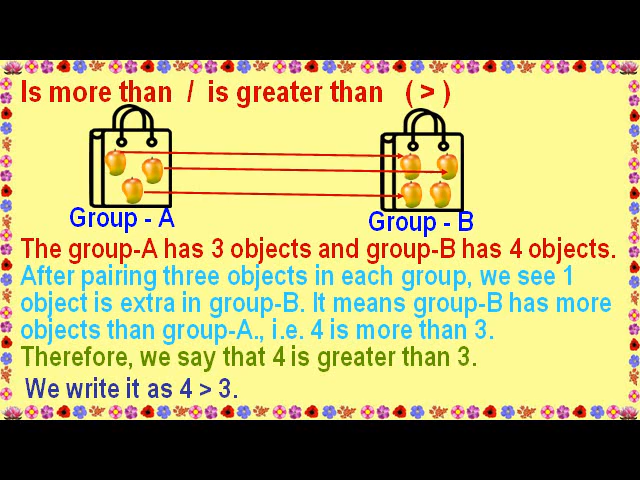 Is more than / is greater than ( > )
Group - A
Group - B
The group-A has 3 objects and group-B has 4 objects.
After pairing three objects in each group, we see 1
object is extra in group-B. It means group-B has more
objects than group-A., i.e. 4 is more than 3.
Therefore, we say that 4 is greater than 3.
We write it as 4 > 3.